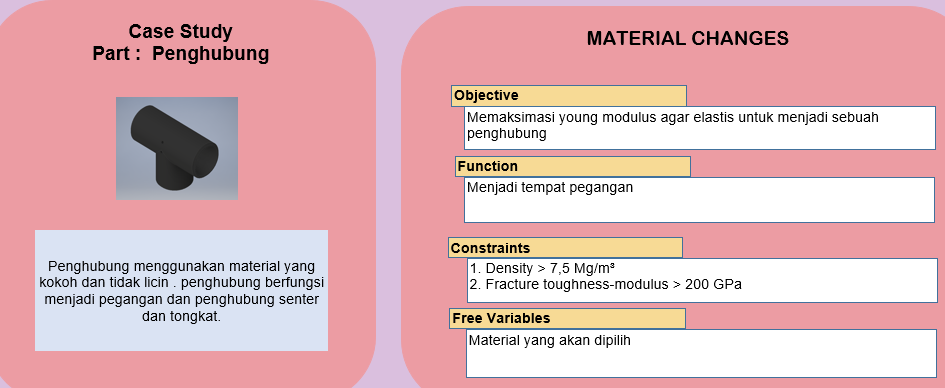 Case Study
Part :  Penghubung
Penghubung menggunakan material yang
kokoh dan tidak licin . penghubung berfungsi
menjadi pegangan dan penghubung senter
dan tongkat.
MATERIAL CHANGES
Objective
Memaksimasi young modulus agar elastis untuk menjadi sebuah
penghubung
Function
Menjadi tempat pegangan
Constraints
1. Density > 7,5 Mg/m³
2. Fracture toughness-modulus > 200 GPa
Free Variables
Material yang akan dipilih